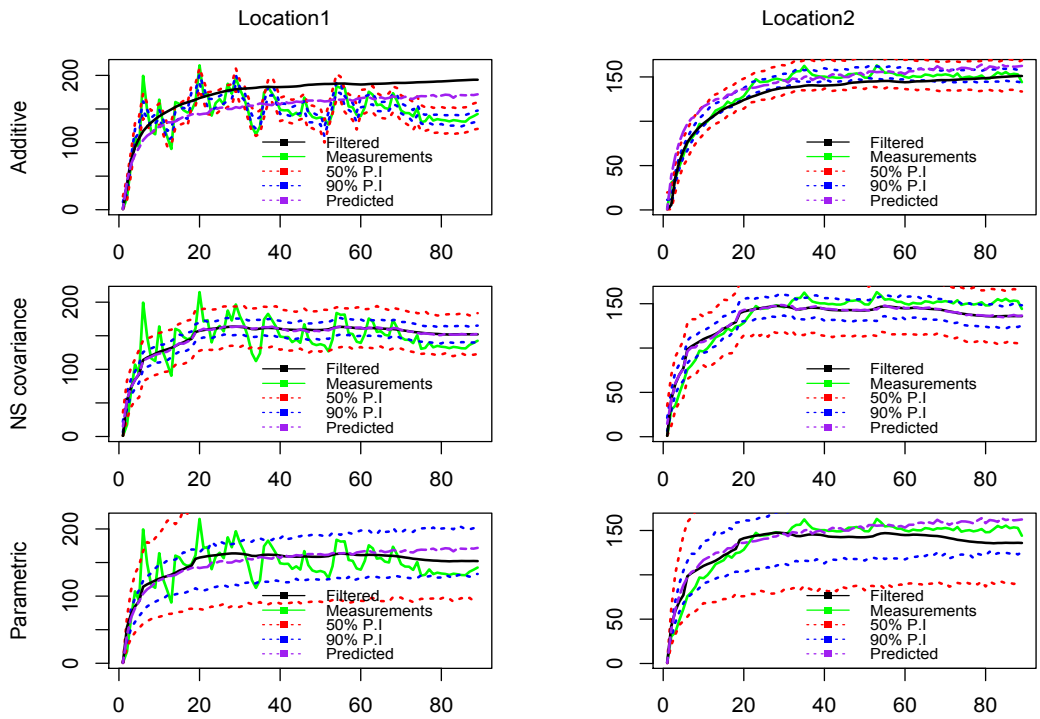 Location1
Location2
Additive
0
100
200
Filtered
Measurements
50% P.I
90% P.I
Predicted
0 20 40 60 80
0
50
150
Filtered
Measurements
50% P.I
90% P.I
Predicted
0 20 40 60 80
NS covariance
0
100
200
Filtered
Measurements
50% P.I
90% P.I
Predicted
0 20 40 60 80
0
50
150
Filtered
Measurements
50% P.I
90% P.I
Predicted
0 20 40 60 80
Parametric
0
100
200
Filtered
Measurements
50% P.I
90% P.I
Predicted
0 20 40 60 80
0
50
150
Filtered
Measurements
50% P.I
90% P.I
Predicted
0 20 40 60 80